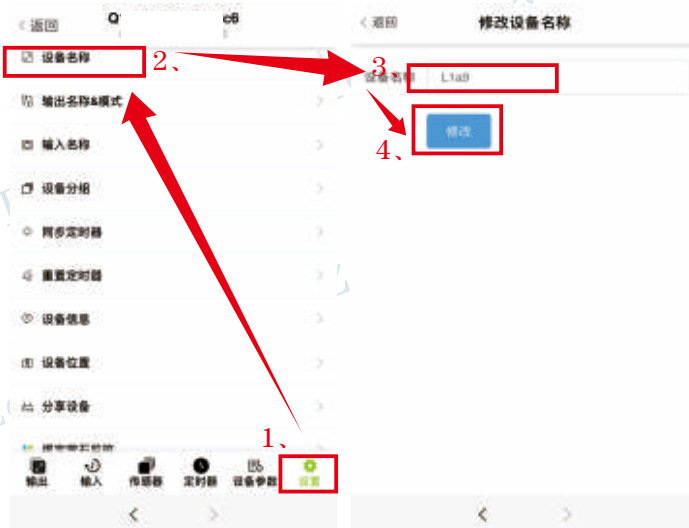 返回
c6
设备名称
2、
输出名称&模式
输入名称
设备分组
同步定时器
重置定时器
设备信息
设备位置
分享设备
1、
输出
输入
传感器
定时器
设备参数
设置
返回
修改设备名称
3、
设备名称
L1a9
修改
4、